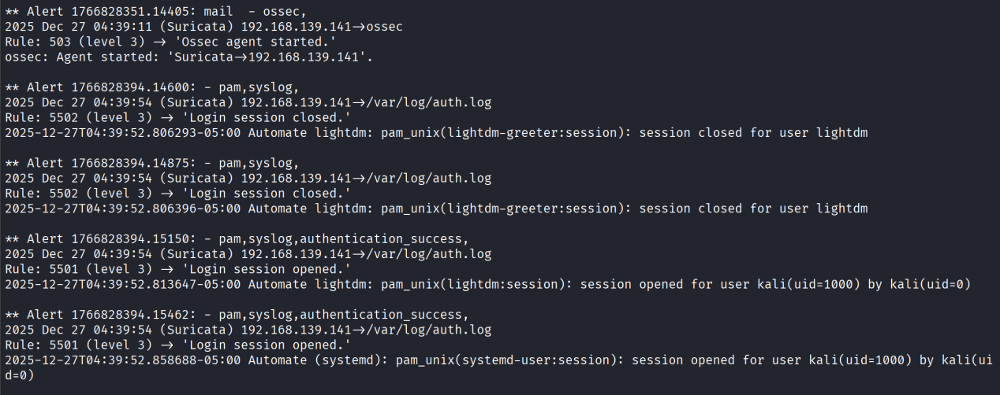 ** Alert 1766828351.14405: mail  - ossec,
2025 Dec 27 04:39:11 (Suricata) 192.168.139.141->ossec
Rule: 503 (level 3) -> 'Ossec agent started.'
ossec: Agent started: 'Suricata->192.168.139.141'.
** Alert 1766828394.14600: - pam,syslog,
2025 Dec 27 04:39:54 (Suricata) 192.168.139.141->/var/log/auth.log
Rule: 5502 (level 3) -> 'Login session closed.'
2025-12-27T04:39:52.806293-05:00 Automate lightdm: pam_unix(lightdm-greeter:session): session closed for user lightdm
** Alert 1766828394.14875: - pam,syslog,
2025 Dec 27 04:39:54 (Suricata) 192.168.139.141->/var/log/auth.log
Rule: 5502 (level 3) -> 'Login session closed.'
2025-12-27T04:39:52.806396-05:00 Automate lightdm: pam_unix(lightdm-greeter:session): session closed for user lightdm
** Alert 1766828394.15150: - pam,syslog,authentication_success,
2025 Dec 27 04:39:54 (Suricata) 192.168.139.141->/var/log/auth.log
Rule: 5501 (level 3) -> 'Login session opened.'
2025-12-27T04:39:52.813647-05:00 Automate lightdm: pam_unix(lightdm:session): session opened for user kali(uid=1000) by kali(uid=0)
** Alert 1766828394.15462: - pam,syslog,authentication_success,
2025 Dec 27 04:39:54 (Suricata) 192.168.139.141->/var/log/auth.log
Rule: 5501 (level 3) -> 'Login session opened.'
2025-12-27T04:39:52.858688-05:00 Automate (systemd): pam_unix(systemd-user:session): session opened for user kali(uid=1000) by kali(ui
d=0)